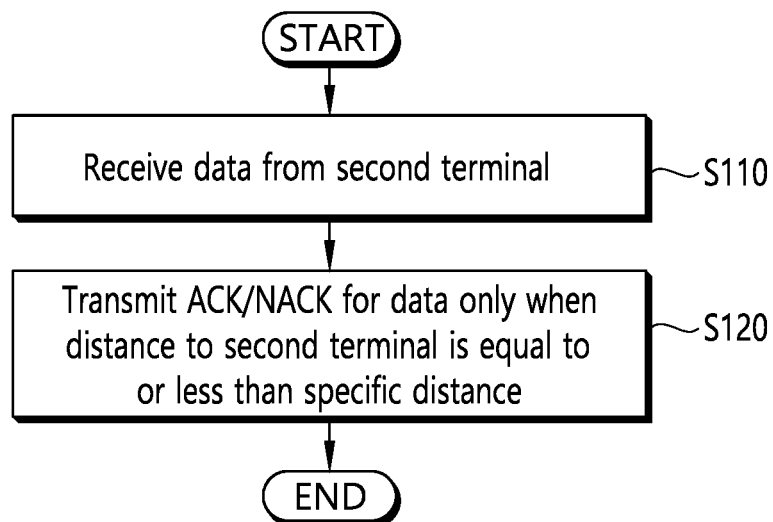 START
Receive data from second terminal
S110
Transmit ACK/NACK for data only when
distance to second terminal is equal to
or less than specific distance
S120
END